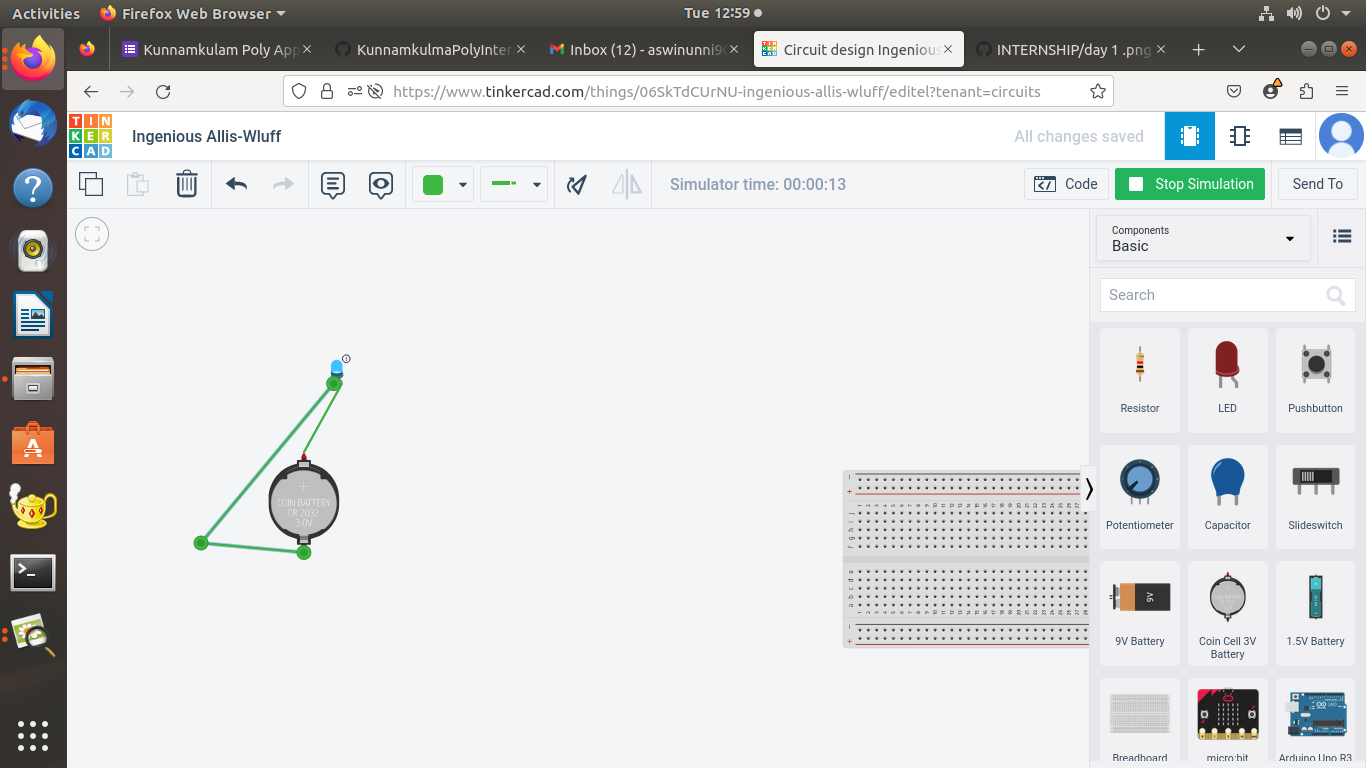 Activities
Firefox Web Browser
Tue 12:59
Kunnamkulam Poly App
KunnamkulmaPolyInter
Inbox (12) - aswinunni9
Circuit design Ingenious
INTERNSHIP/day 1 .png
https://www.tinkercad.com/things/06SkTdCUrNU-ingenious-allis-wluff/editel?tenant=circuits
TIN
KER
CAD
Ingenious Allis-Wluff
All changes saved
Simulator time: 00:00:13
Code
Stop Simulation
Send To
Components
Basic
Search
Resistor
LED
Pushbutton
COIN BATTERY
CR 2032
3.0V
Potentiometer
Capacitor
Slideswitch
9V
9V Battery
Coin Cell 3V
Battery
1.5V Battery
Breadboard
micro:bit
Arduino Uno R3